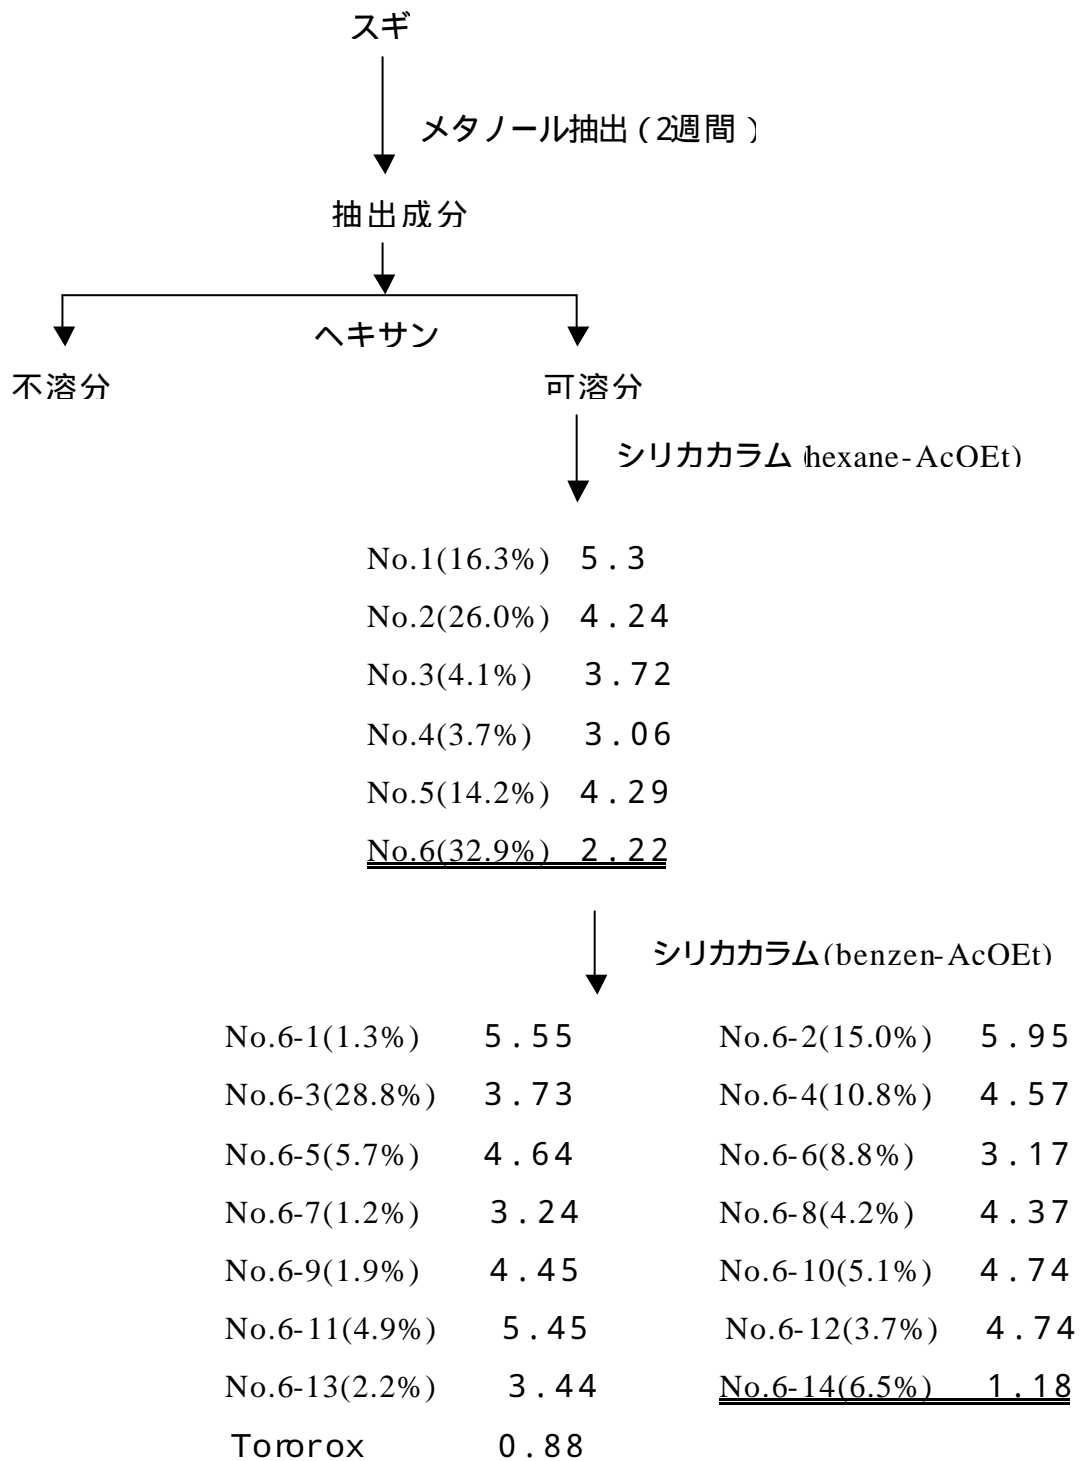 スギ
メタノール抽出(2週間)
抽出成分
ヘキサン
不溶分 可溶分
シリカカラム(hexane-AcOEt)
No.1(16.3%) 5.3
No.2(26.0%) 4.24
No.3(4.1%) 3.72
No.4(3.7%) 3.06
No.5(14.2%) 4.29
No.6(32.9%) 2.22
シリカカラム(benzen-AcOEt)
No.6-1(1.3%) 5.55 No.6-2(15.0%) 5.95
No.6-3(28.8%) 3.73 No.6-4(10.8%) 4.57
No.6-5(5.7%) 4.64 No.6-6(8.8%) 3.17
No.6-7(1.2%) 3.24 No.6-8(4.2%) 4.37
No.6-9(1.9%) 4.45 No.6-10(5.1%) 4.74
No.6-11(4.9%) 5.45 No.6-12(3.7%) 4.74
No.6-13(2.2%) 3.44 No.6-14(6.5%) 1.18
Tororox 0.88